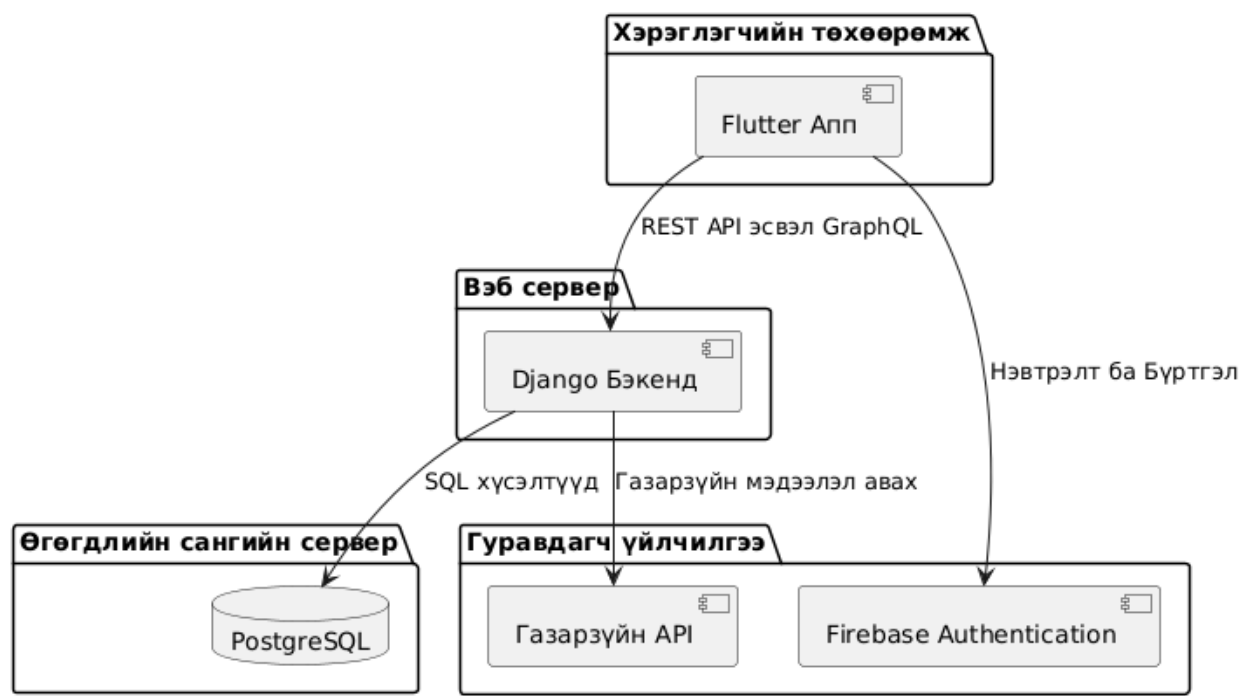 Хэрэглэгчийн төхөөрөмж
Flutter Апп
REST API эсвэл GraphQL
Вэб сервер
Django Бэкенд
Нэвтрэлт ба Бүртгэл
SQL хүсэлтүүд
Газарзүйн мэдээлэл авах
Өгөгдлийн сангийн сервер
PostgreSQL
Гуравдагч үйлчилгээ
Газарзүйн API
Firebase Authentication